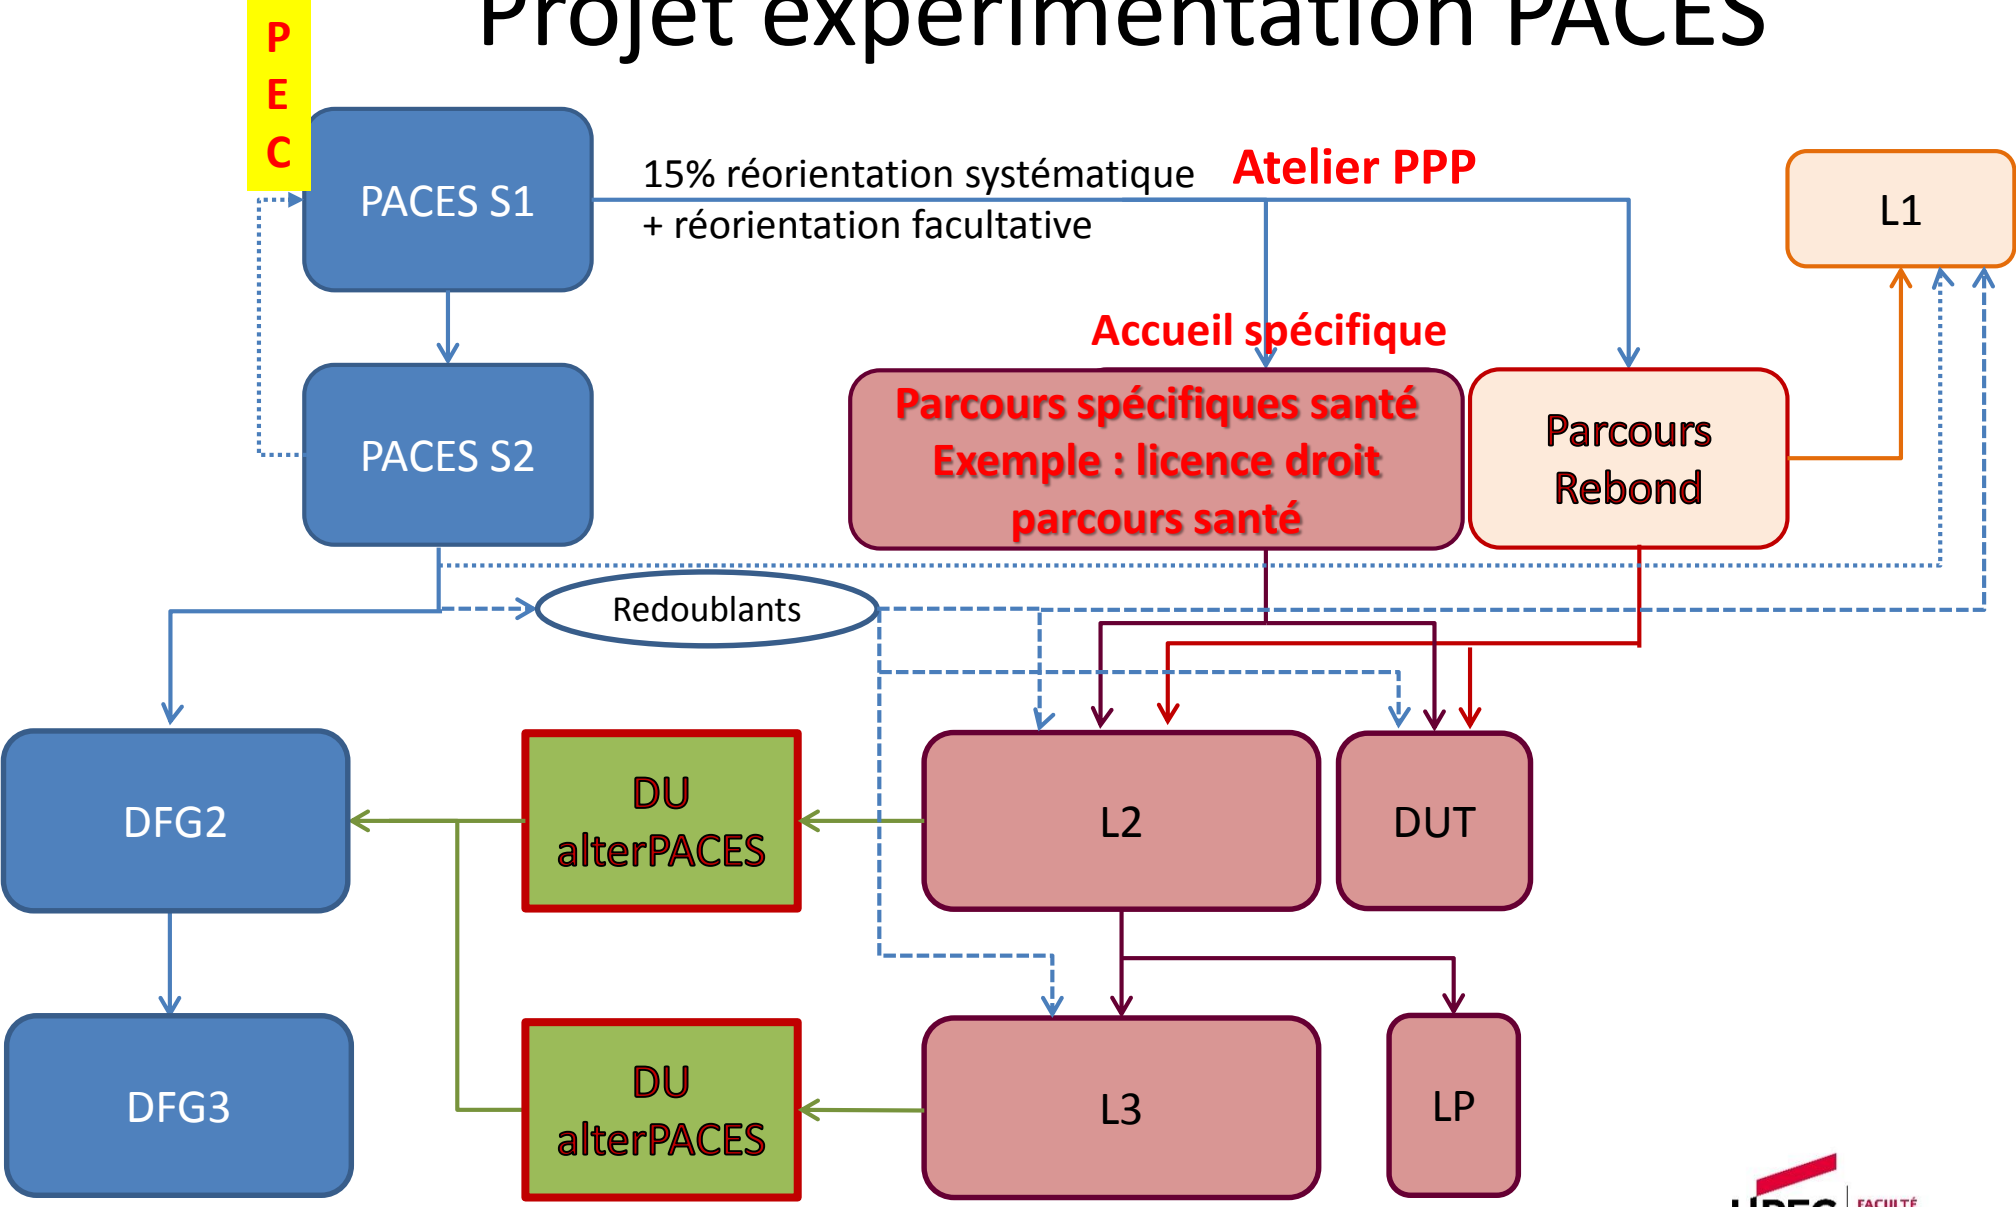 Projet expérimentation PACES
P
E
C
PACES S1
15% réorientation systématique
+ réorientation facultative
Atelier PPP
L1
Accueil spécifique
PACES S2
Parcours spécifiques santé
Exemple : licence droit
parcours santé
Parcours
Rebond
Redoublants
DFG2
DU
alterPACES
L2
DUT
DFG3
DU
alterPACES
L3
LP
UPEC
FACULTÉ